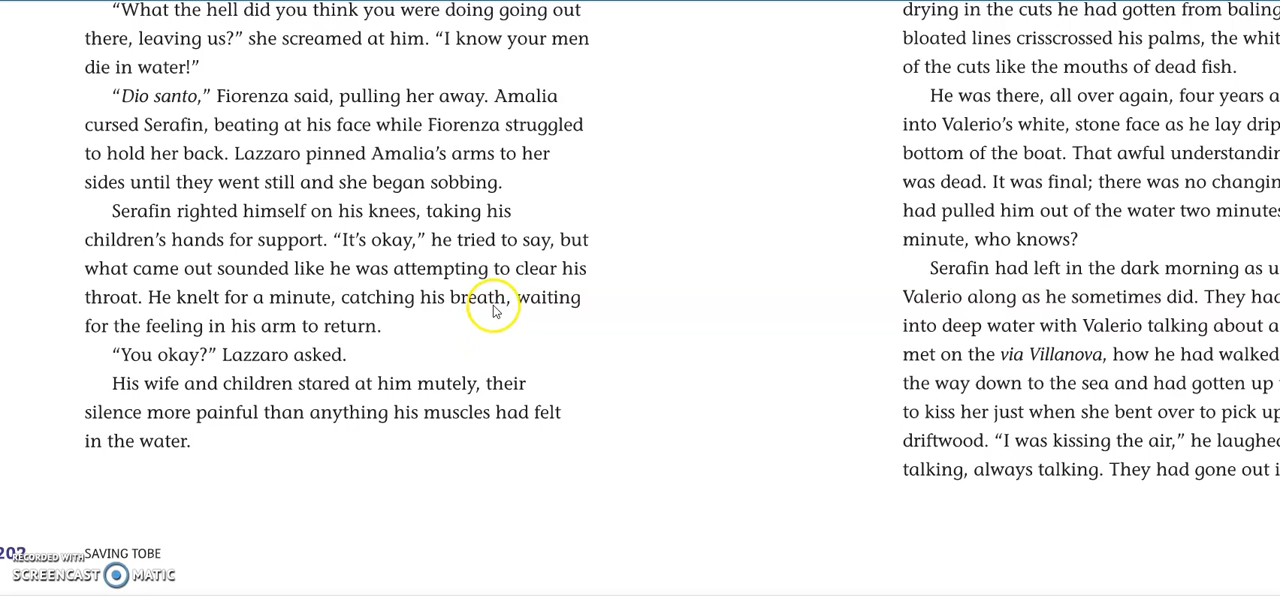 “What the hell did you think you were doing going out
there, leaving us?” she screamed at him. “I know your men
die in water!”
“Dio santo,” Fiorenza said, pulling her away. Amalia
cursed Serafin, beating at his face while Fiorenza struggled
to hold her back. Lazzaro pinned Amalia’s arms to her
sides until they went still and she began sobbing.
Serafin righted himself on his knees, taking his
children’s hands for support. “It’s okay,” he tried to say, but
what came out sounded like he was attempting to clear his
throat. He knelt for a minute, catching his breath, waiting
for the feeling in his arm to return.
“You okay?” Lazzaro asked.
His wife and children stared at him mutely, their
silence more painful than anything his muscles had felt
in the water.
202 SAVING TOBE
RECORDED WITH
SCREENCAST MATIC
drying in the cuts he had gotten from baling
bloated lines crisscrossed his palms, the whit
of the cuts like the mouths of dead fish.
He was there, all over again, four years a
into Valerio’s white, stone face as he lay drip
bottom of the boat. That awful understandin
was dead. It was final; there was no changin
had pulled him out of the water two minutes
minute, who knows?
Serafin had left in the dark morning as u
Valerio along as he sometimes did. They had
into deep water with Valerio talking about a
met on the via Villanova, how he had walked
the way down to the sea and had gotten up
to kiss her just when she bent over to pick up
driftwood. “I was kissing the air,” he laughed
talking, always talking. They had gone out i